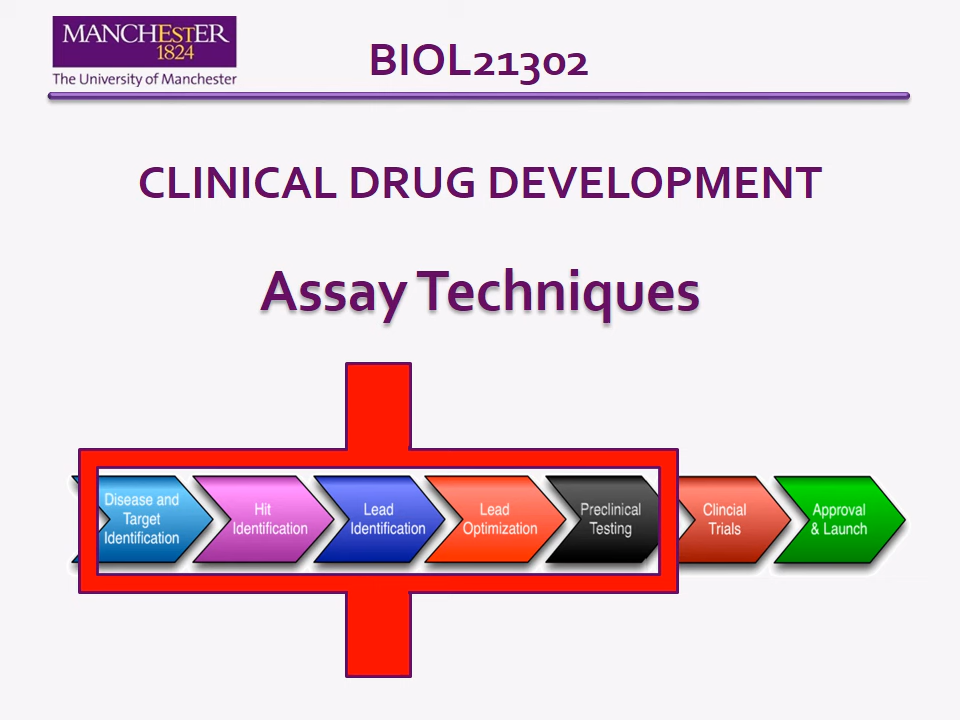 MANCHESTER
1824
The University of Manchester
BIOL21302
CLINICAL DRUG DEVELOPMENT
Assay Techniques
Disease and
Target
Identification
Hit
Identification
Lead
Identification
Lead
Optimization
Preclinical
Testing
Clincial
Trials
Approval
& Launch